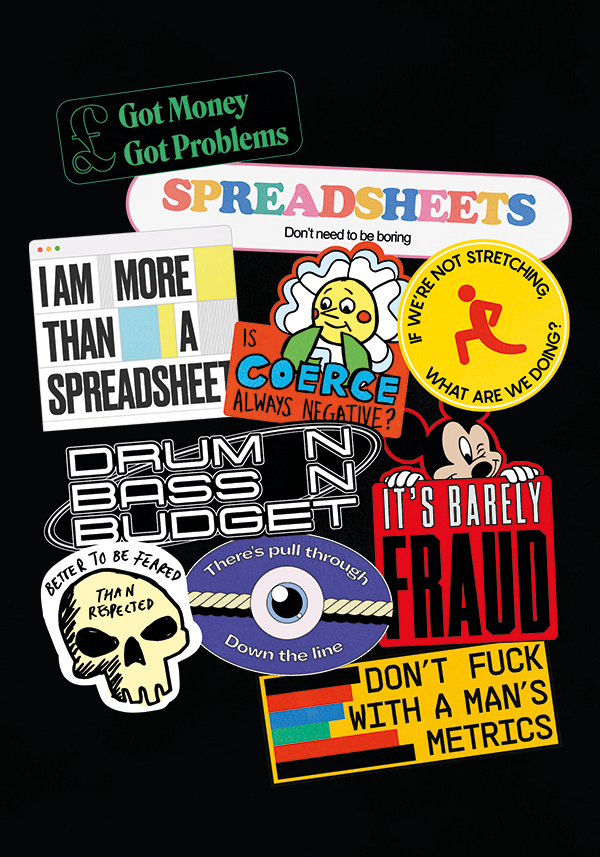 £ Got Money
Got Problems
SPREADSHEETS
Don't need to be boring
I AM MORE
THAN A
SPREADSHEET
IS
COERCE
ALWAYS NEGATIVE?
IF WE'RE NOT STRETCHING,
WHAT ARE WE DOING?
DRUM N
BASS N
BUDGET
IT'S BARELY
FRAUD
BETTER TO BE FEARED
THAN
RESPECTED
There's pull through
Down the line
DON'T FUCK
WITH A MAN'S
METRICS